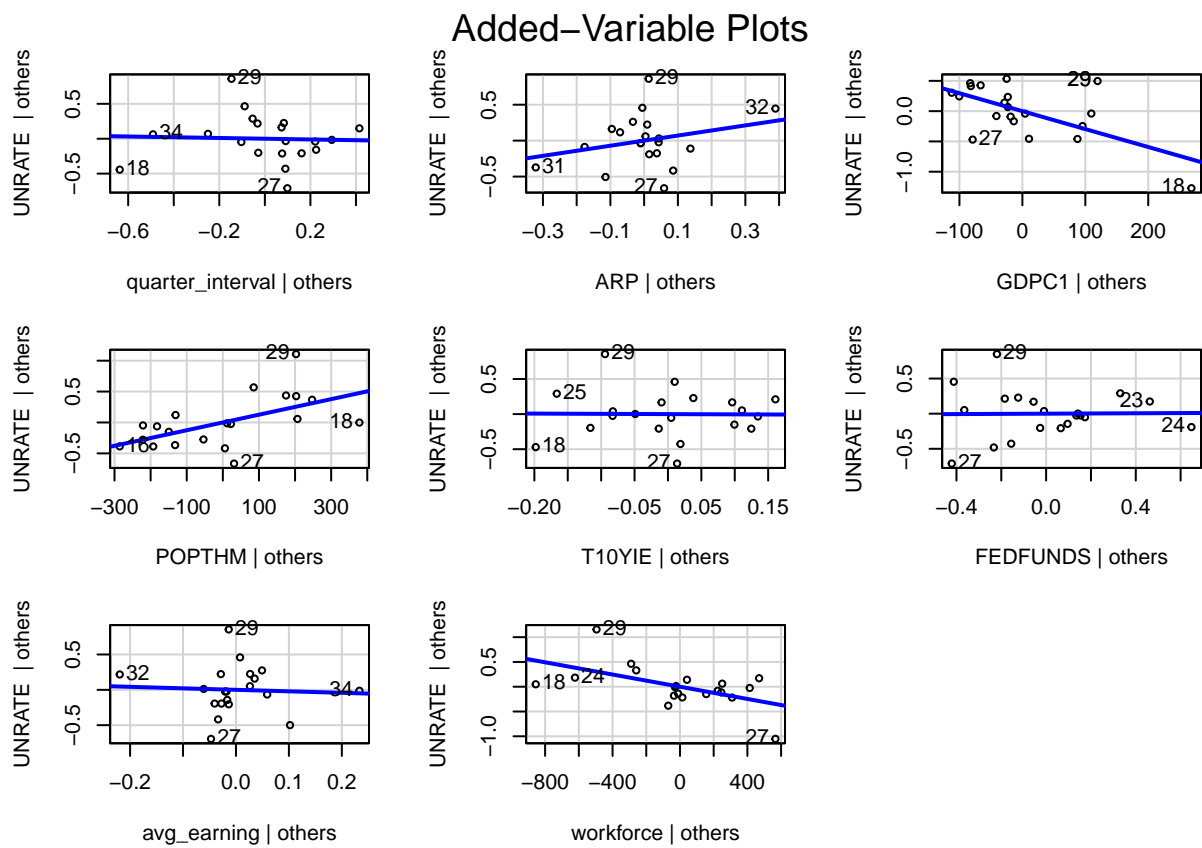 Added−Variable Plots
UNRATE | others
0.5
−0.5
29
34
18
27
−0.6 −0.2 0.2
quarter_interval | others
UNRATE | others
0.5
−0.5
29
32
31
27
−0.3 −0.1 0.1 0.3
ARP | others
UNRATE | others
0.0
−1.0
29
27
18
−100 0 100 200
GDPC1 | others
UNRATE | others
0.5
−0.5
29
18
16
27
−300 −100 100 300
POPTHM | others
UNRATE | others
0.5
−0.5
29
25
18
27
−0.20 −0.05 0.05 0.15
T10YIE | others
UNRATE | others
0.5
−0.5
29
23
24
27
−0.4 0.0 0.4
FEDFUNDS | others
UNRATE | others
0.5
−0.5
29
32
34
27
−0.2 0.0 0.1 0.2
avg_earning | others
UNRATE | others
0.5
−1.0
29
18
24
27
−800 −400 0 400
workforce | others